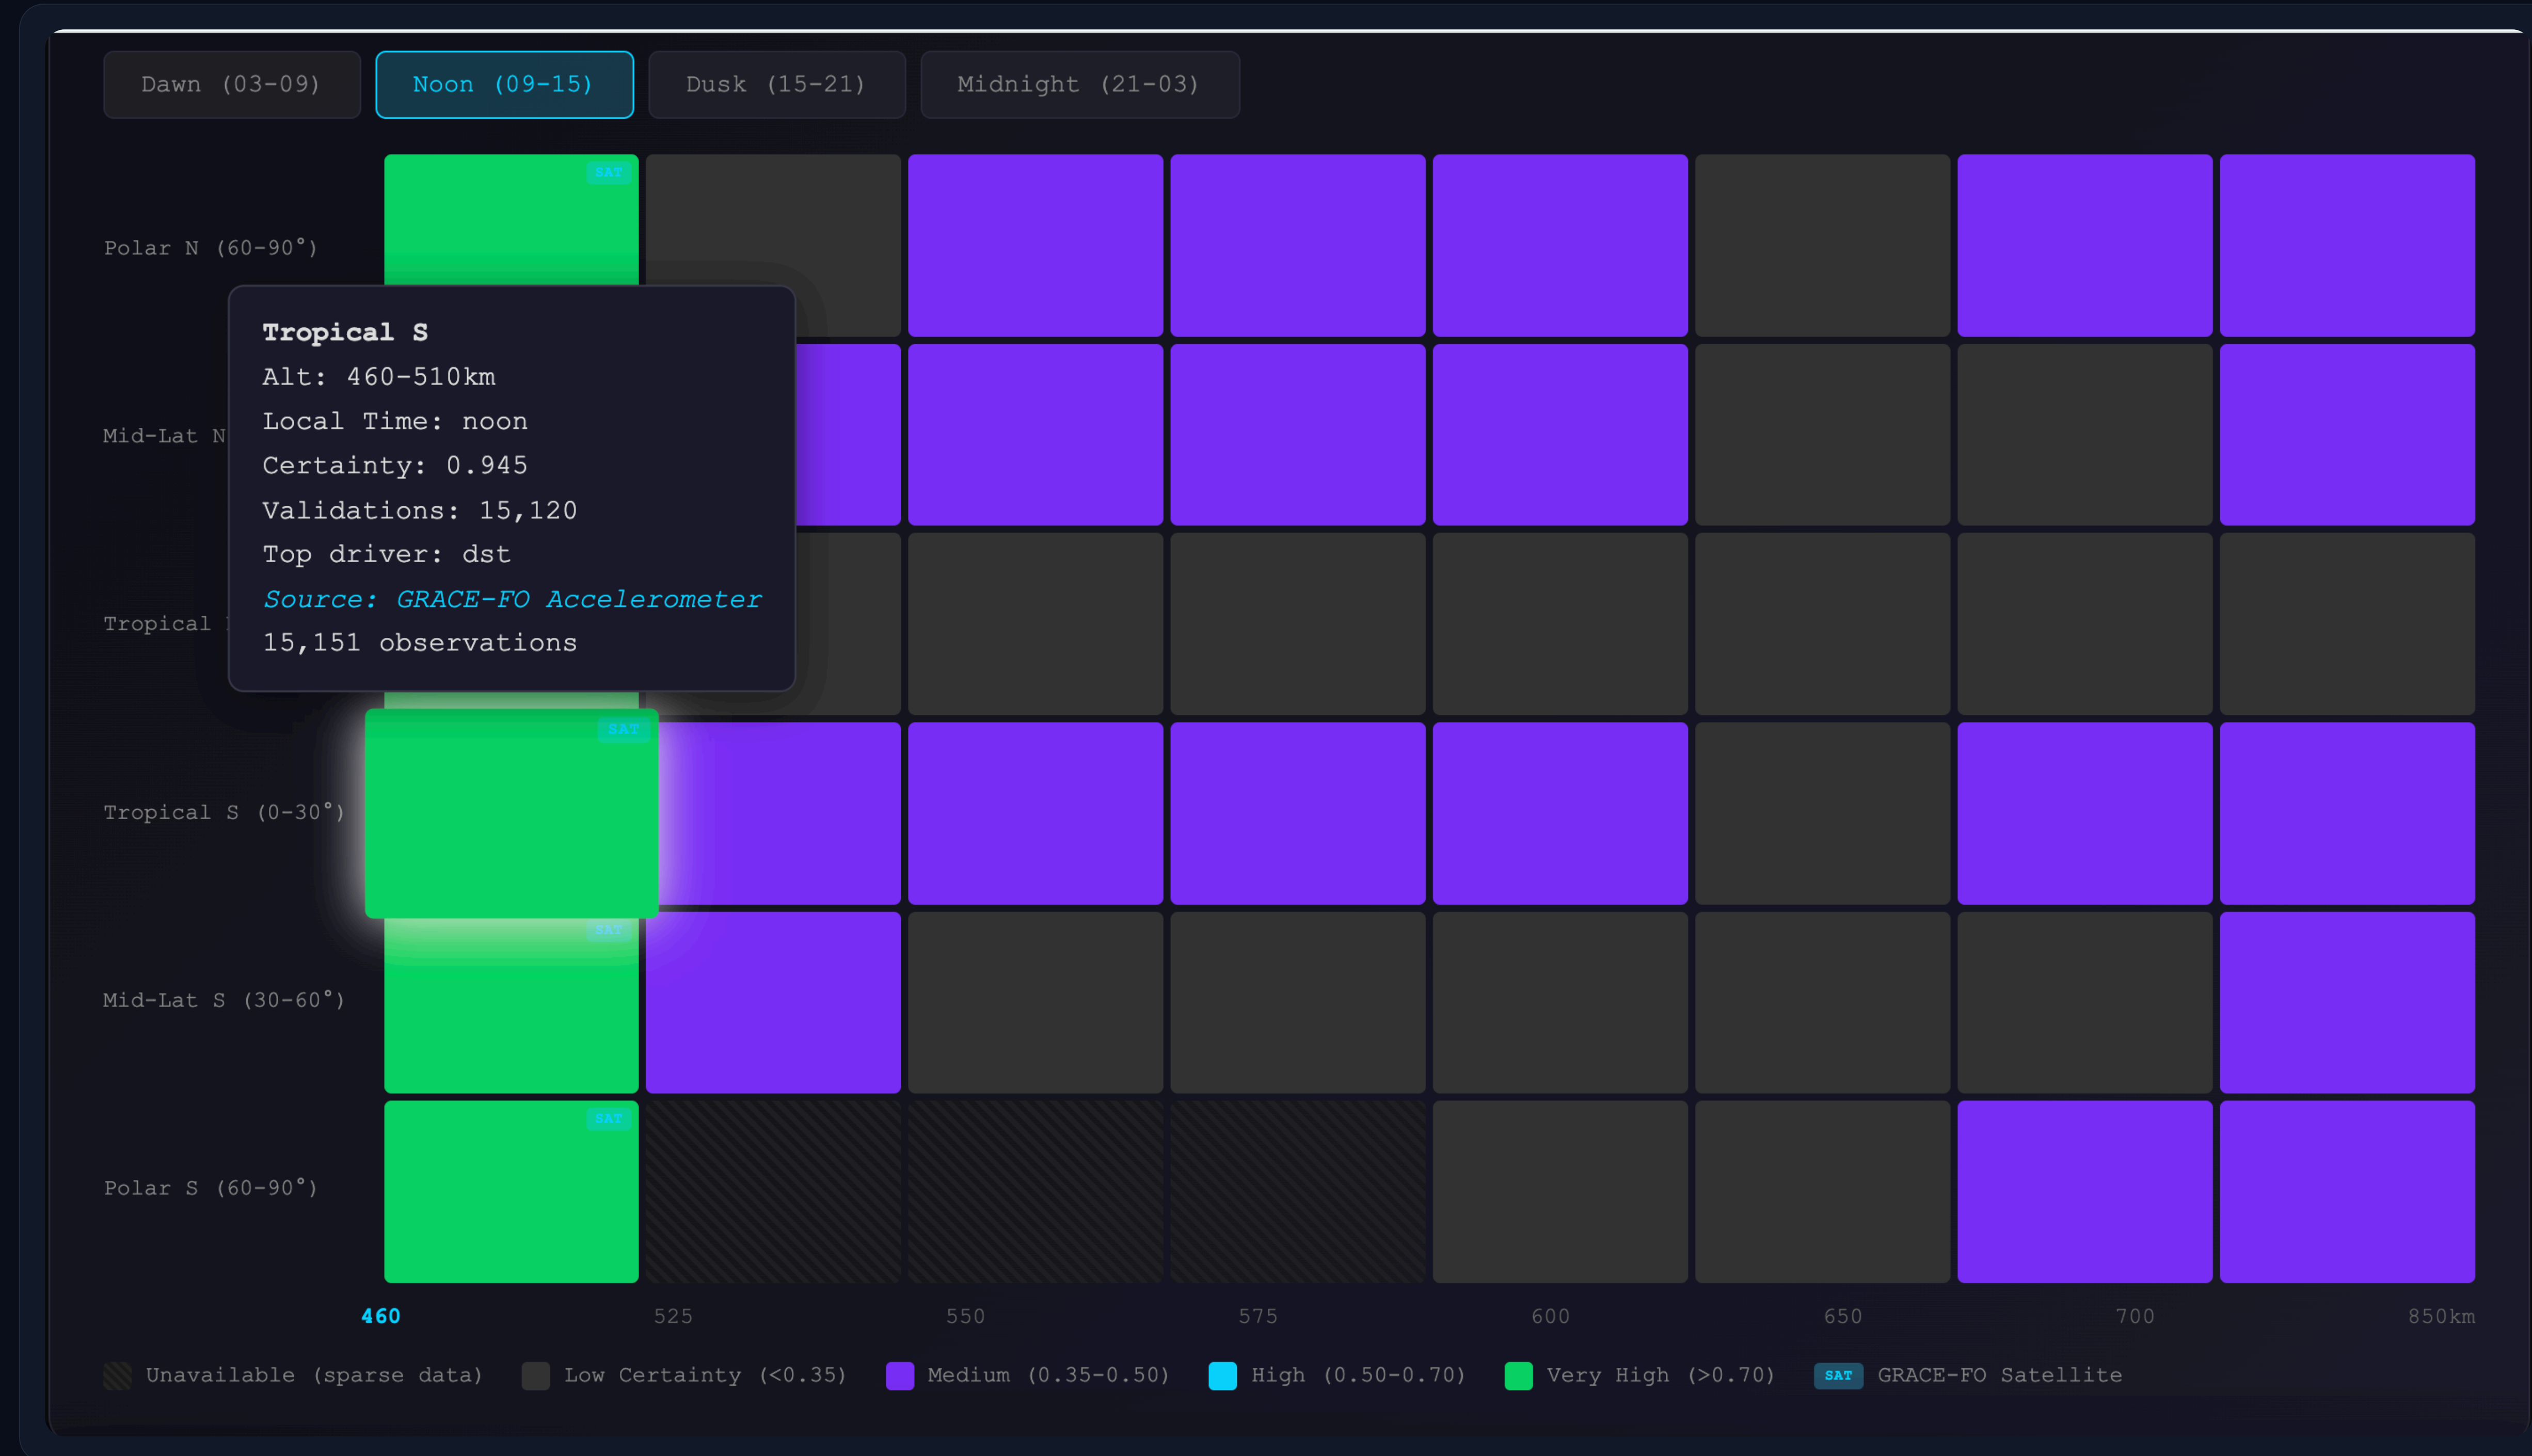 Dawn (03-09) Noon (09-15) Dusk (15-21) Midnight (21-03)
SAT
Polar N (60-90°)
Tropical S
Alt: 460-510km
Local Time: noon
Mid-Lat N
Certainty: 0.945
Validations: 15,120
Top driver: dst
Source: GRACE-FO Accelerometer
Tropical
15,151 observations
SAT
Tropical S (0-30°)
SAT
Mid-Lat S (30-60°)
SAT
Polar S (60-90°)
460 525 550 575 600 650 700 850km
Unavailable (sparse data) Low Certainty (<0.35) Medium (0.35-0.50) High (0.50-0.70) Very High (>0.70) SAT GRACE-FO Satellite